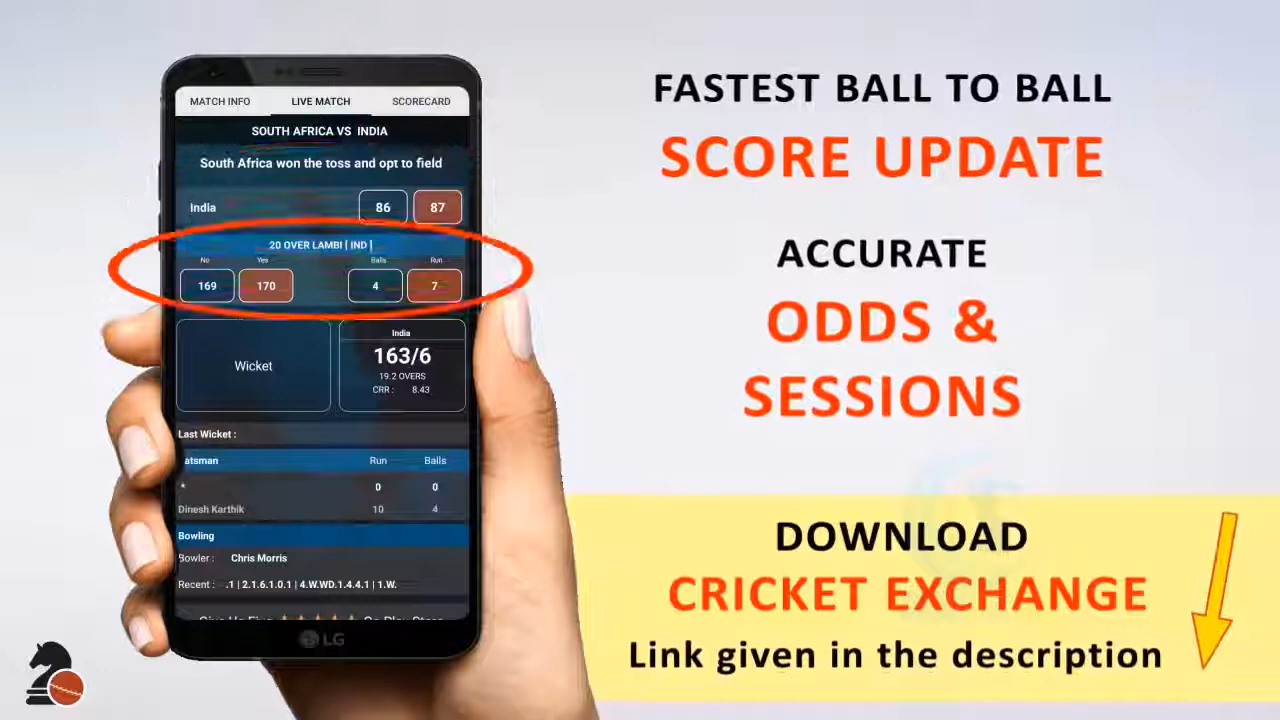 MATCH INFO LIVE MATCH SCORECARD
SOUTH AFRICA VS INDIA
South Africa won the toss and opt to field
India 86 87
20 OVER LAMBI [ IND ]
No Yes Balls Run
169 170 4 7
Wicket
India
163/6
19.2 OVERS
CRR : 8.43
Last Wicket :
atsman Run Balls
* 0 0
Dinesh Karthik 10 4
Bowling
Bowler : Chris Morris
Recent : .1 | 2.1.6.1.0.1 | 4.W.WD.1.4.4.1 | 1.W.
LG
FASTEST BALL TO BALL
SCORE UPDATE
ACCURATE
ODDS &
SESSIONS
DOWNLOAD
CRICKET EXCHANGE
Link given in the description